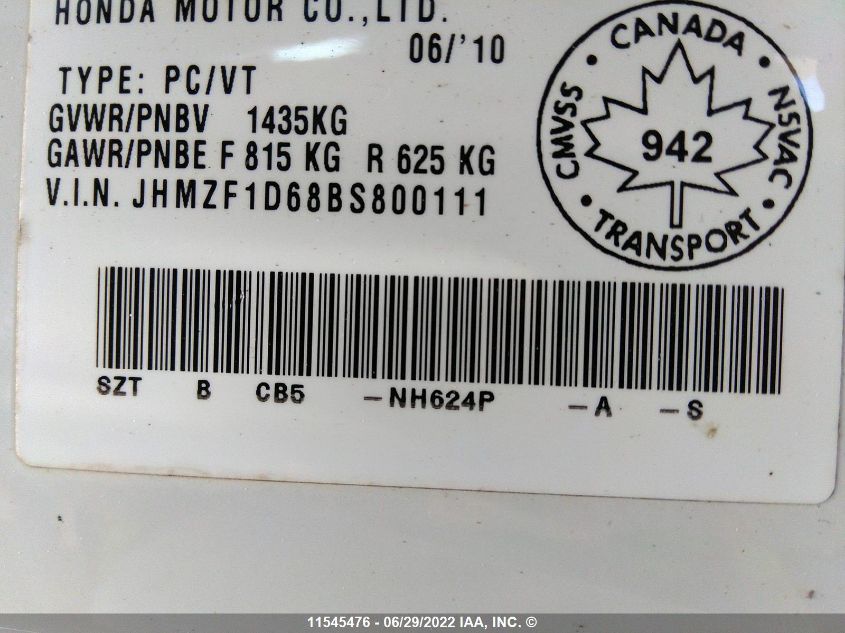 HONDA MOTOR CO.,LTD.
06/'10
TYPE: PC/VT
GVWR/PNBV 1435KG
GAWR/PNBE F 815 KG R 625 KG
V.I.N. JHMZF1D68BS800111
CANADA
CMVSS
942
NSVAC
TRANSPORT
SZT B CB5 -NH624P -A -S
11545476 - 06/29/2022 IAA, INC. ©